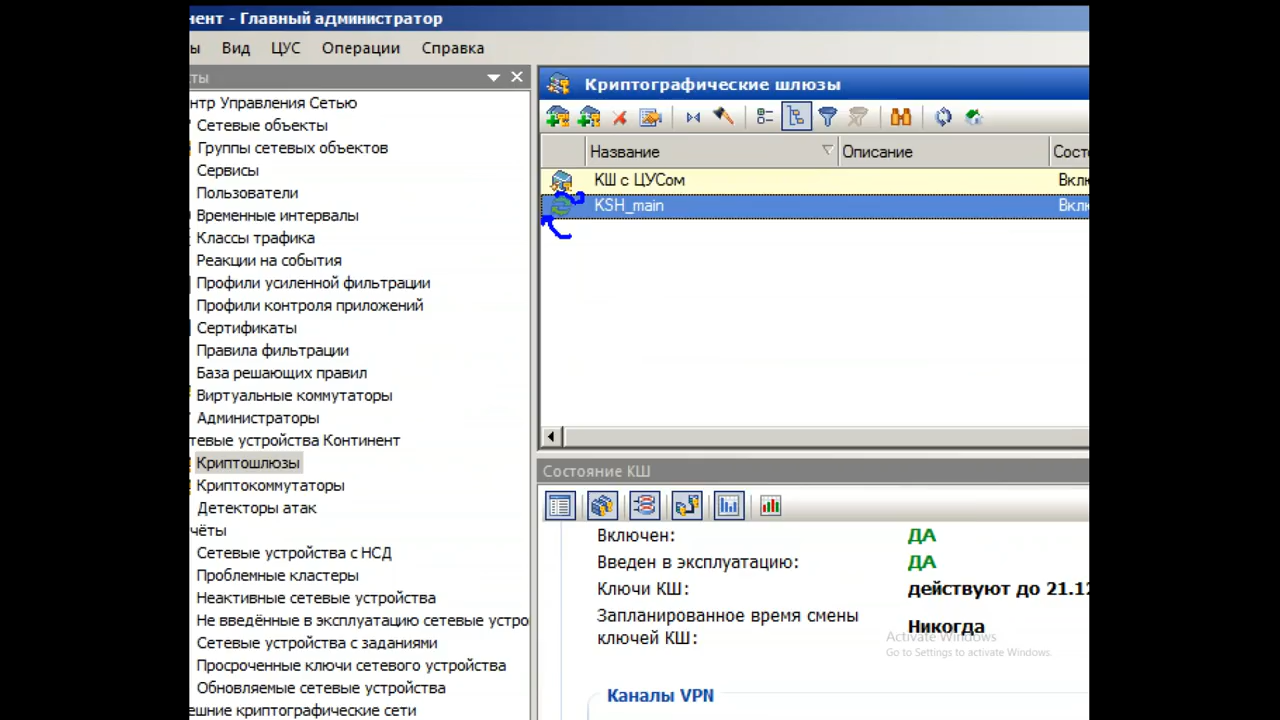 нент - Главный администратор
ы Вид ЦУС Операции Справка
ты
нтр Управления Сетью
Сетевые объекты
Группы сетевых объектов
Сервисы
Пользователи
Временные интервалы
Классы трафика
Реакции на события
Профили усиленной фильтрации
Профили контроля приложений
Сертификаты
Правила фильтрации
База решающих правил
Виртуальные коммутаторы
Администраторы
тевые устройства Континент
Криптошлюзы
Криптокоммутаторы
Детекторы атак
чёты
Сетевые устройства с НСД
Проблемные кластеры
Неактивные сетевые устройства
Не введённые в эксплуатацию сетевые устро
Сетевые устройства с заданиями
Просроченные ключи сетевого устройства
Обновляемые сетевые устройства
ешние криптографические сети
Криптографические шлюзы
Название Описание Сост
КШ с ЦУСом Вклю
KSH_main Вклю
Состояние КШ
Включен: ДА
Введен в эксплуатацию: ДА
Ключи КШ: действуют до 21.12
Запланированное время смены
ключей КШ: Никогда
Activate Windows
Go to Settings to activate Windows.
Каналы VPN